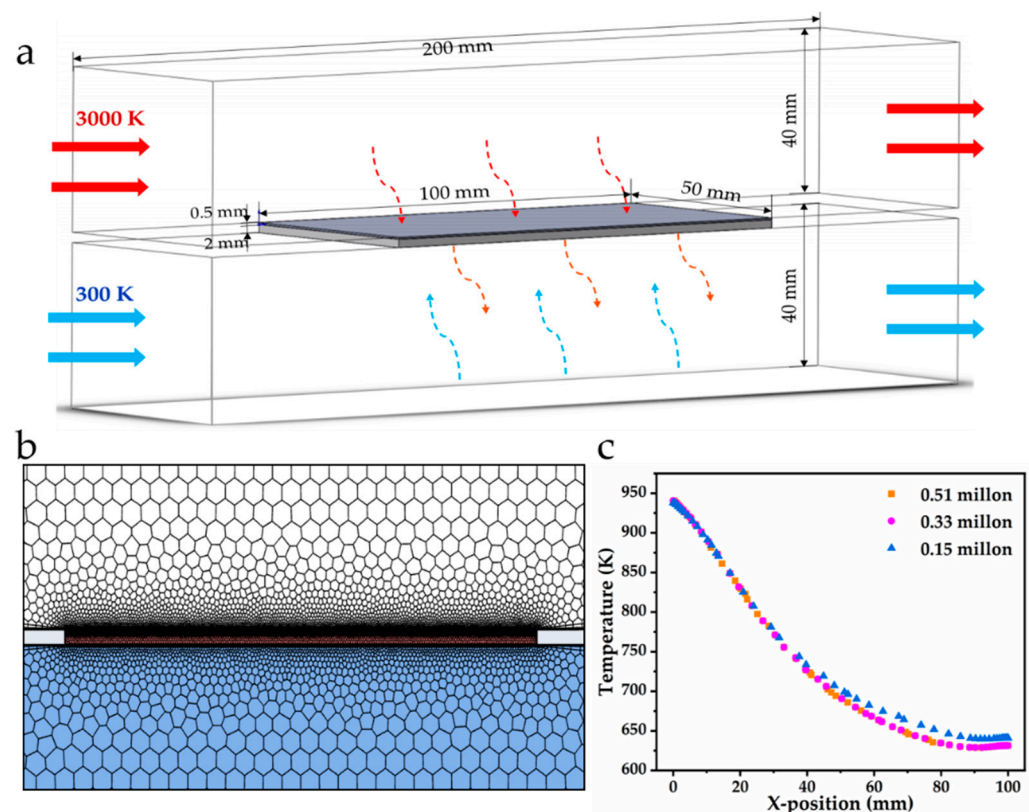 a
200 mm
3000 K
40 mm
100 mm
50 mm
0.5 mm
2 mm
300 K
40 mm
b
c
950
900
850
800
750
700
650
600
Temperature (K)
0.51 millon
0.33 millon
0.15 millon
0
20
40
60
80
100
X-position (mm)